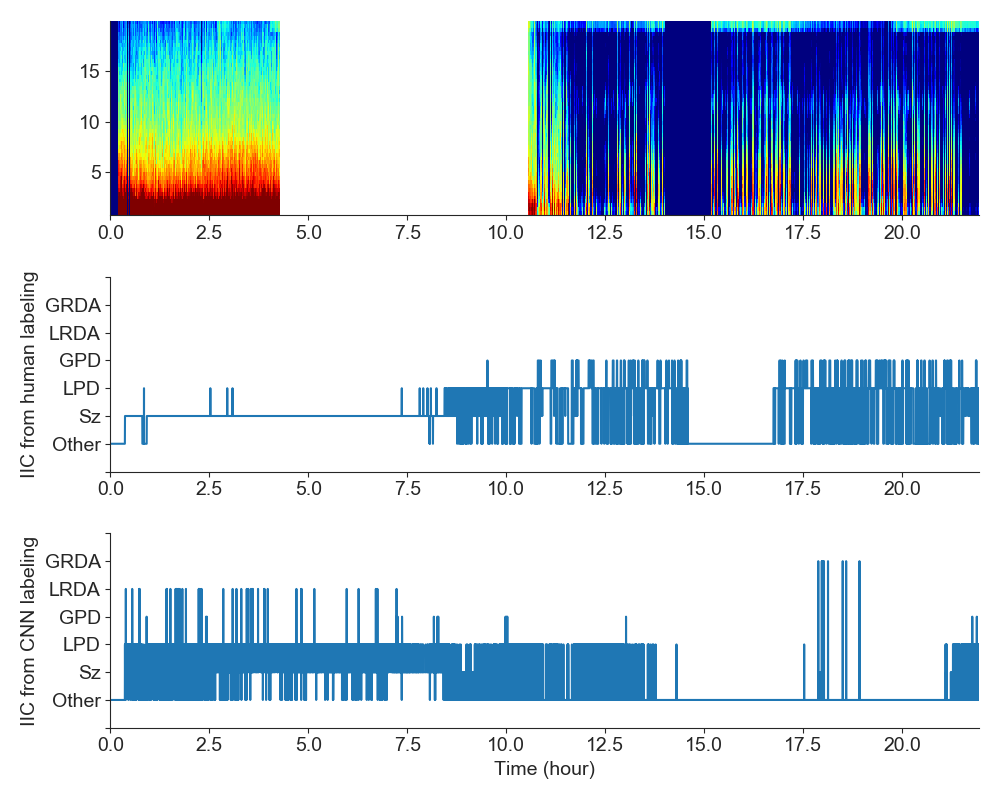 15
10
5
0.0 2.5 5.0 7.5 10.0 12.5 15.0 17.5 20.0
IIC from human labeling
GRDA
LRDA
GPD
LPD
Sz
Other
0.0 2.5 5.0 7.5 10.0 12.5 15.0 17.5 20.0
IIC from CNN labeling
GRDA
LRDA
GPD
LPD
Sz
Other
0.0 2.5 5.0 7.5 10.0 12.5 15.0 17.5 20.0
Time (hour)